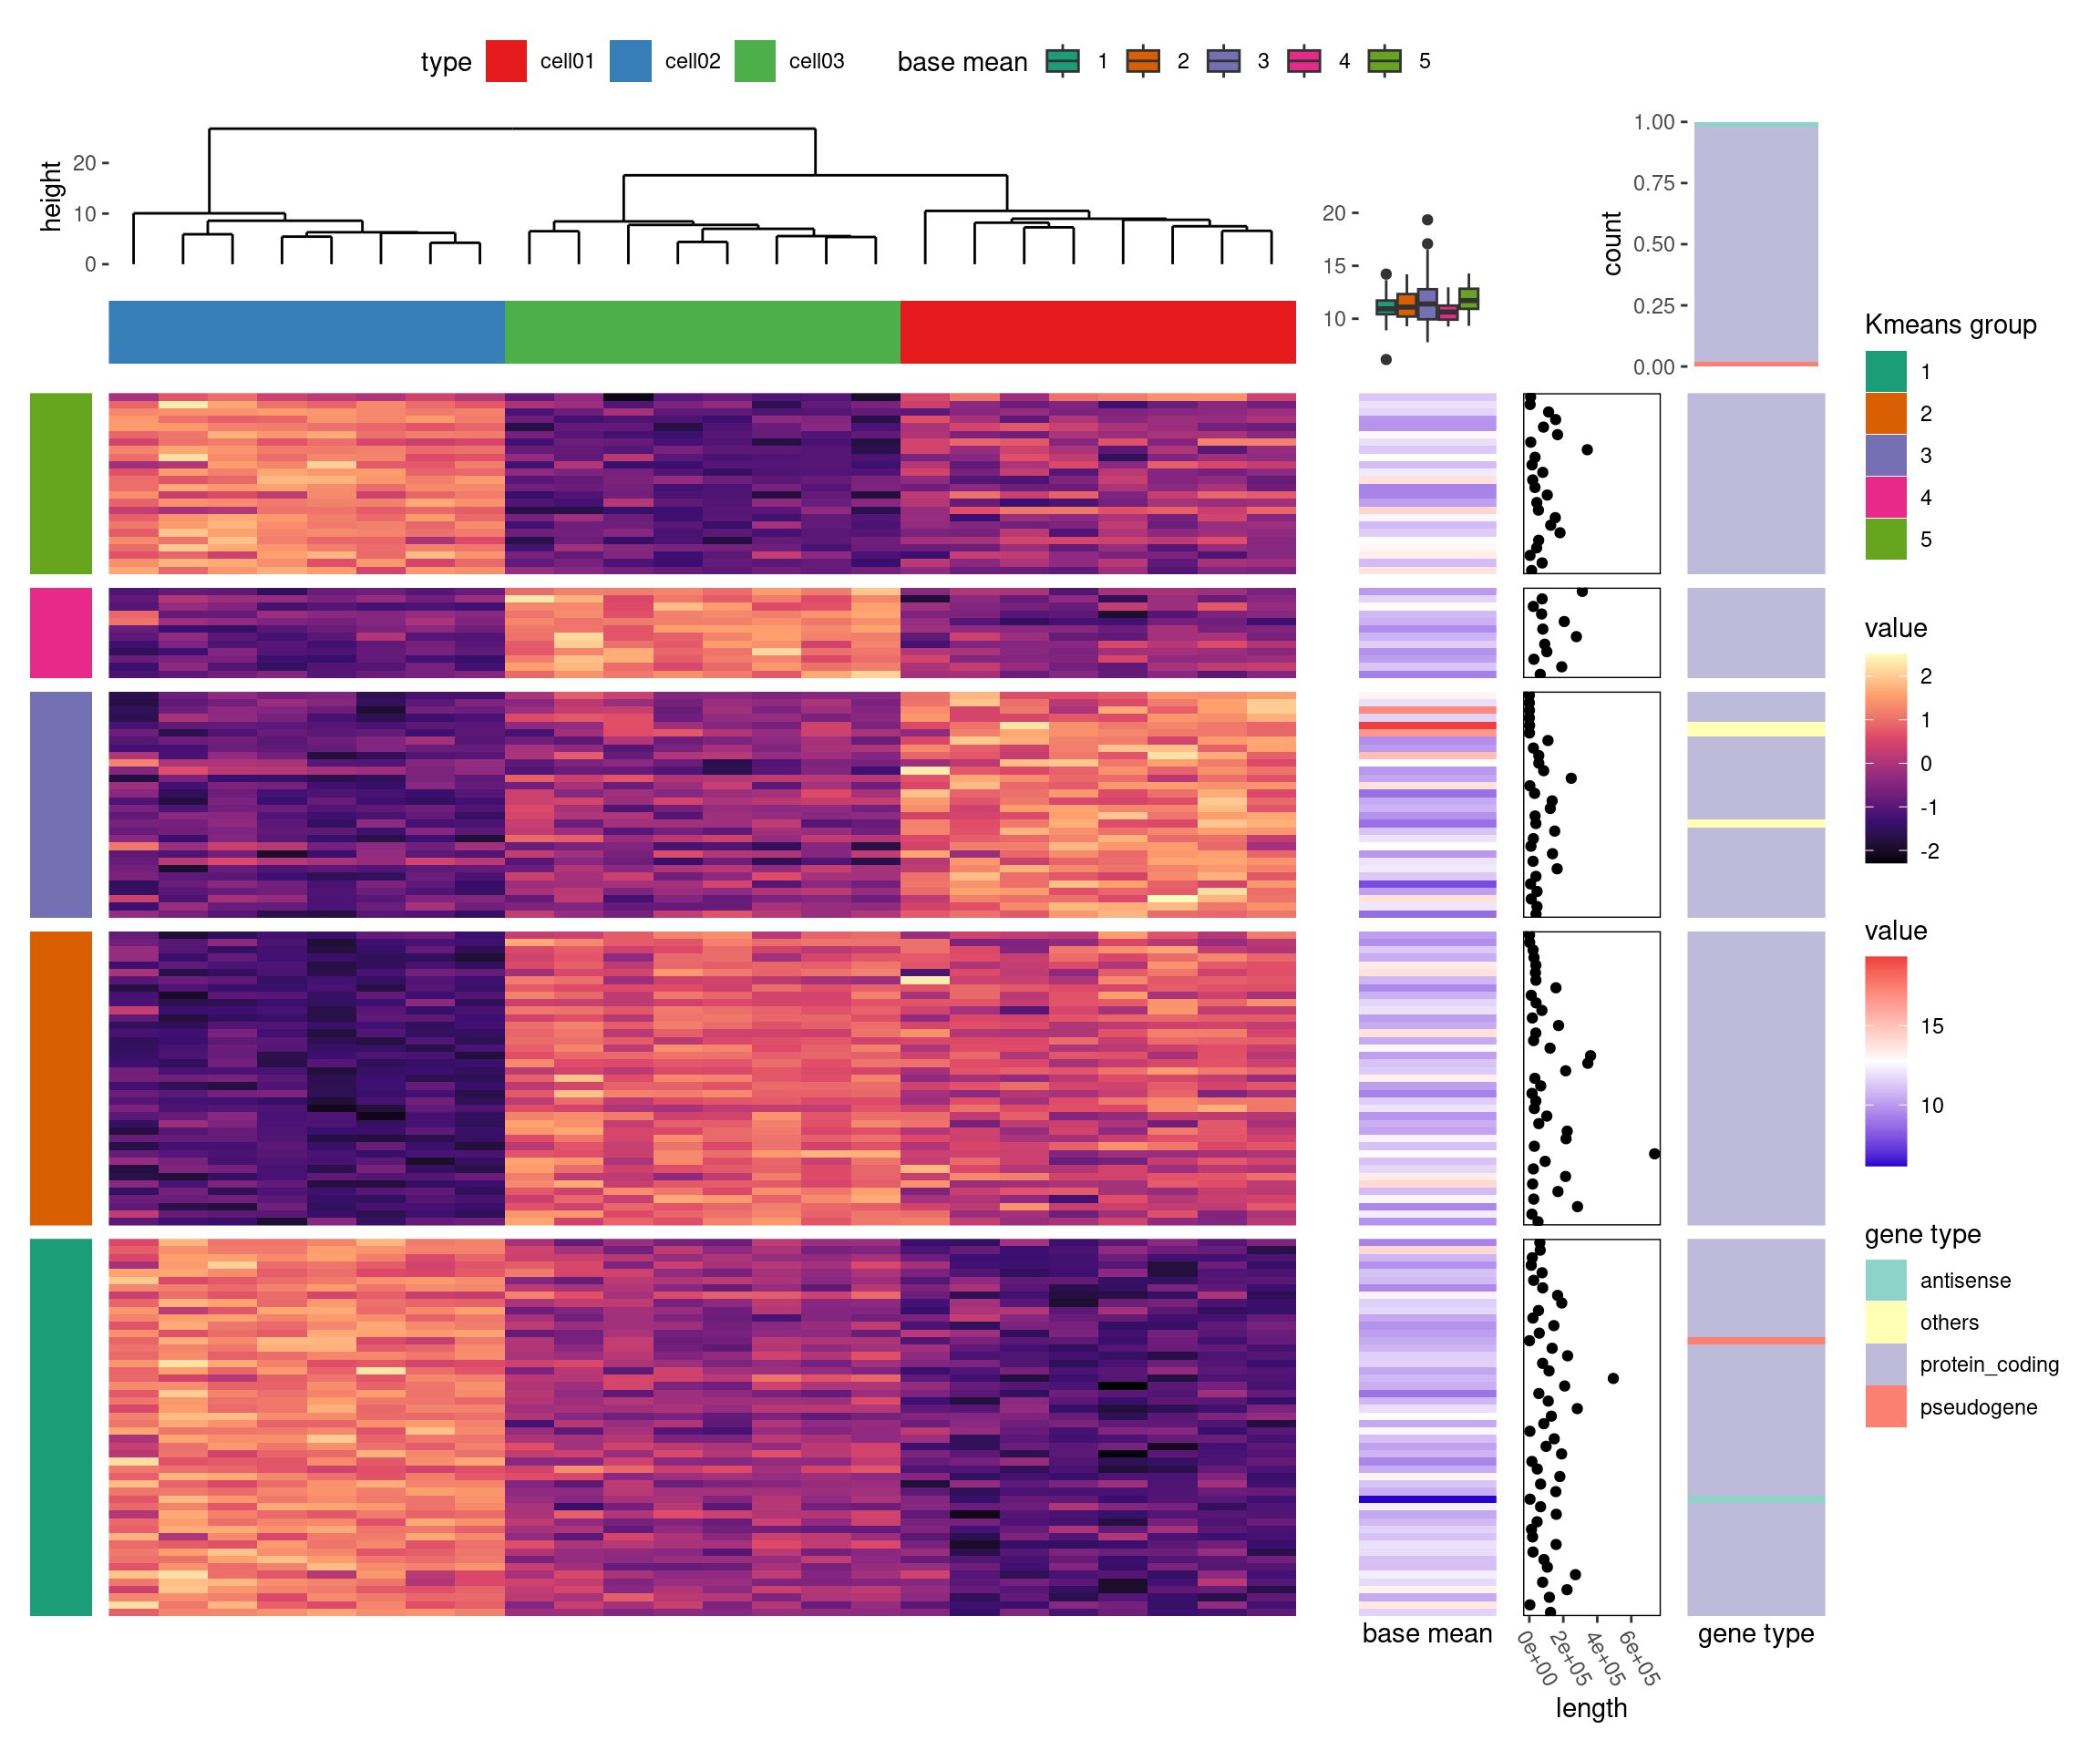 type cell01 cell02 cell03 base mean 1 2 3 4 5
height
20
10
0
20
15
10
count
1.00
0.75
0.50
0.25
0.00
Kmeans group
1
2
3
4
5
value
2
1
0
-1
-2
value
15
10
gene type
antisense
others
protein_coding
pseudogene
base mean
0e+00 2e+05 4e+05 6e+05
length
gene type